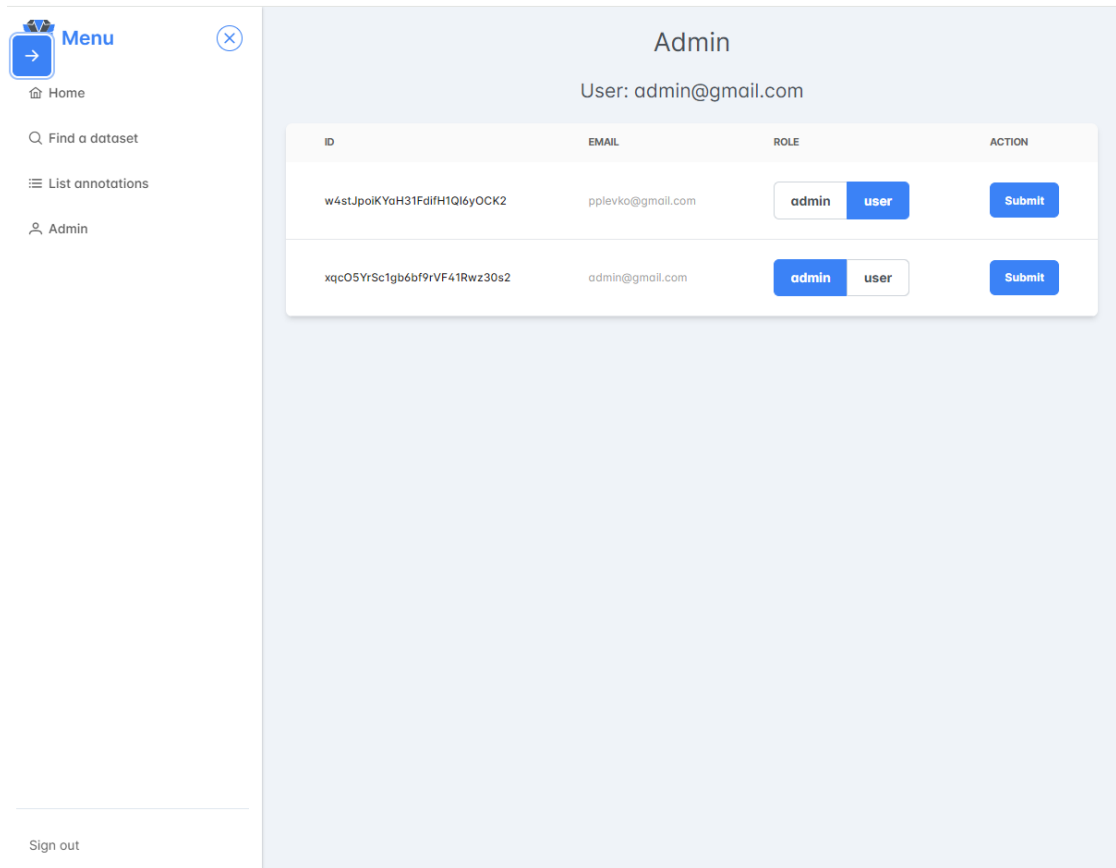 Menu
Home
Find a dataset
List annotations
Admin
Sign out
Admin
User: admin@gmail.com
ID EMAIL ROLE ACTION
w4stJpoiKYaH31FdifH1QI6yOCK2 pplevko@gmail.com admin user Submit
xqcO5YrSc1gb6bf9rVF41Rwz30s2 admin@gmail.com admin user Submit